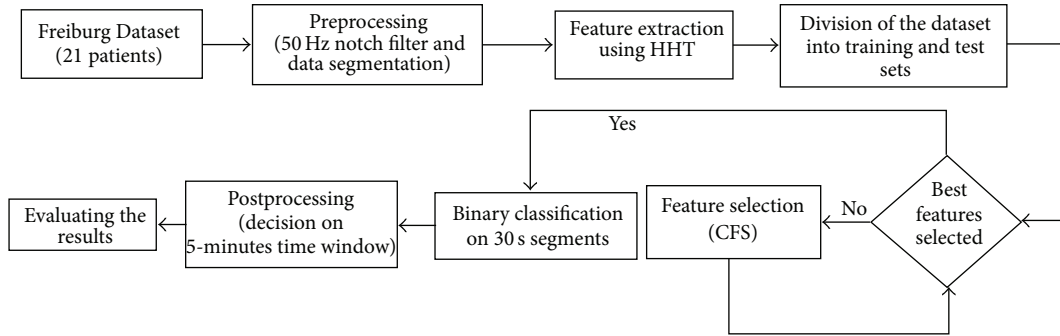 Freiburg Dataset
(21 patients)
Preprocessing
(50 Hz notch filter and
data segmentation)
Feature extraction
using HHT
Division of the dataset
into training and test
sets
Yes
Best
features
selected
No
Feature selection
(CFS)
Binary classification
on 30 s segments
Postprocessing
(decision on
5-minutes time window)
Evaluating the
results